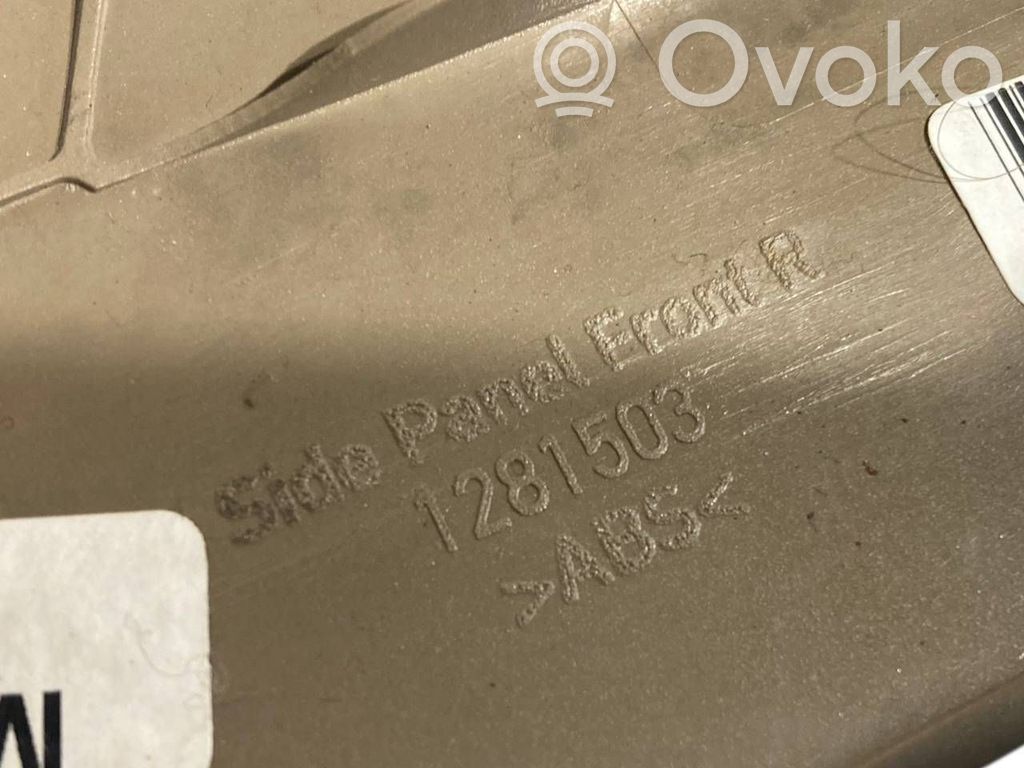 Ovoko
Side Panel Front R
1281503
>ABS<